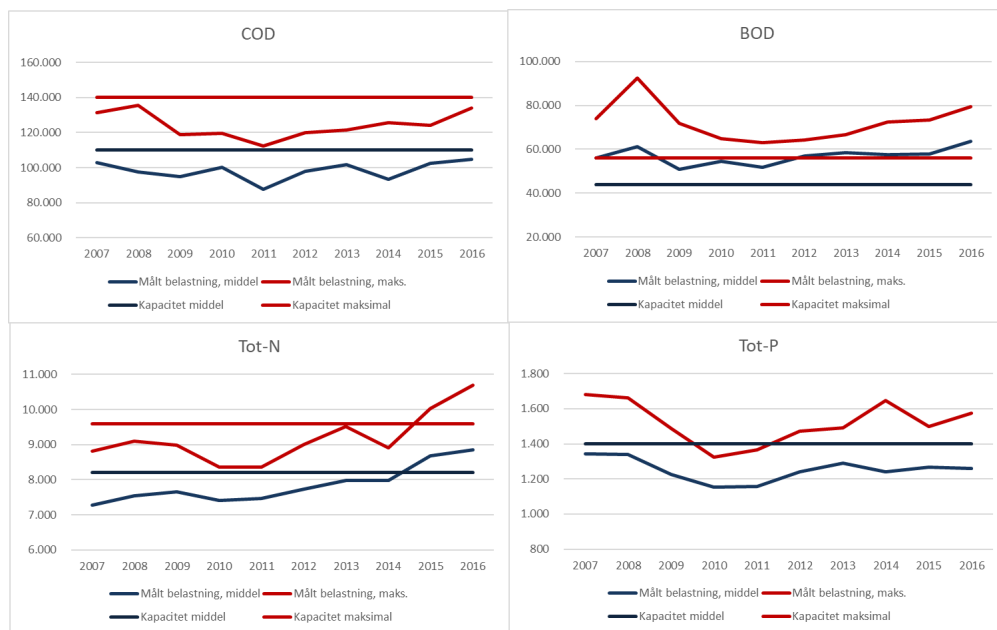 COD
160.000
140.000
120.000
100.000
80.000
60.000
2007 2008 2009 2010 2011 2012 2013 2014 2015 2016
Målt belastning, middel Målt belastning, maks.
Kapacitet middel Kapacitet maksimal
BOD
100.000
80.000
60.000
40.000
20.000
2007 2008 2009 2010 2011 2012 2013 2014 2015 2016
Målt belastning, middel Målt belastning, maks.
Kapacitet middel Kapacitet maksimal
Tot-N
11.000
10.000
9.000
8.000
7.000
6.000
2007 2008 2009 2010 2011 2012 2013 2014 2015 2016
Målt belastning, middel Målt belastning, maks.
Kapacitet middel Kapacitet maksimal
Tot-P
1.800
1.600
1.400
1.200
1.000
800
2007 2008 2009 2010 2011 2012 2013 2014 2015 2016
Målt belastning, middel Målt belastning, maks.
Kapacitet middel Kapacitet maksimal